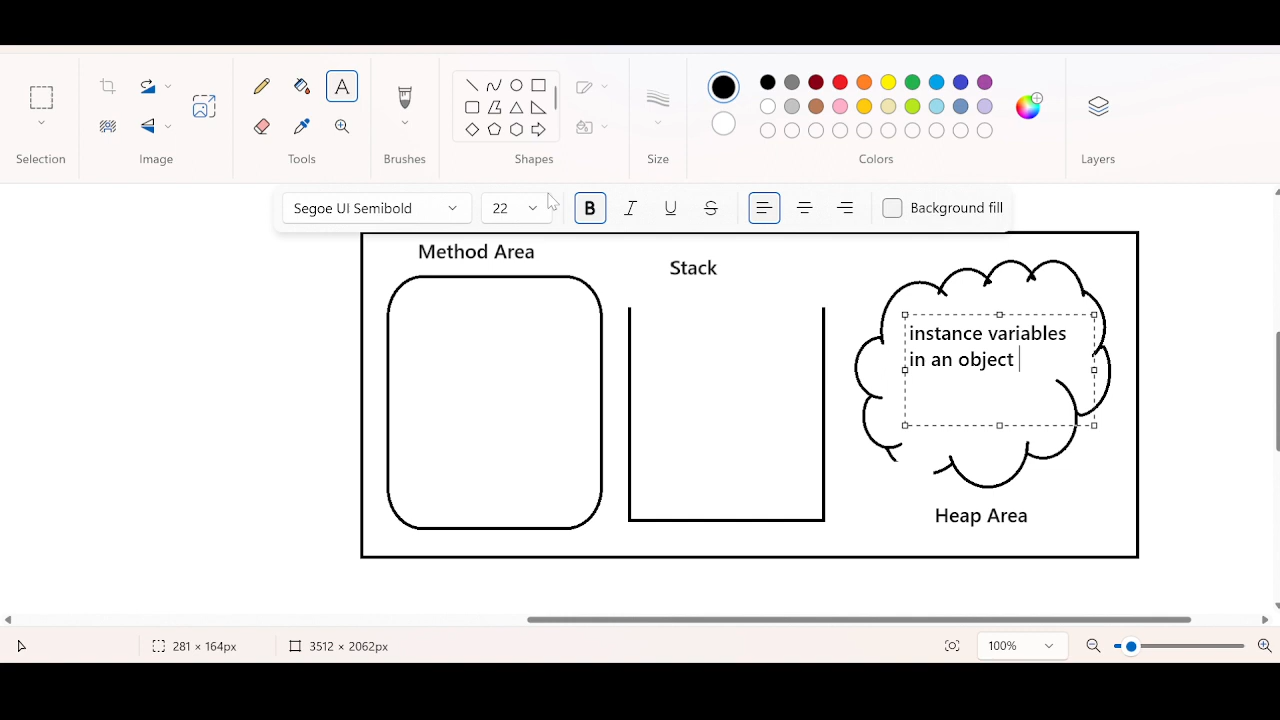 Selection
Image
Tools
Brushes
Shapes
Size
Colors
Layers
Segoe UI Semibold
22
B
I
U
S
Background fill
A
Method Area
Stack
instance variables
in an object
Heap Area
281 × 164px
3512 × 2062px
100%